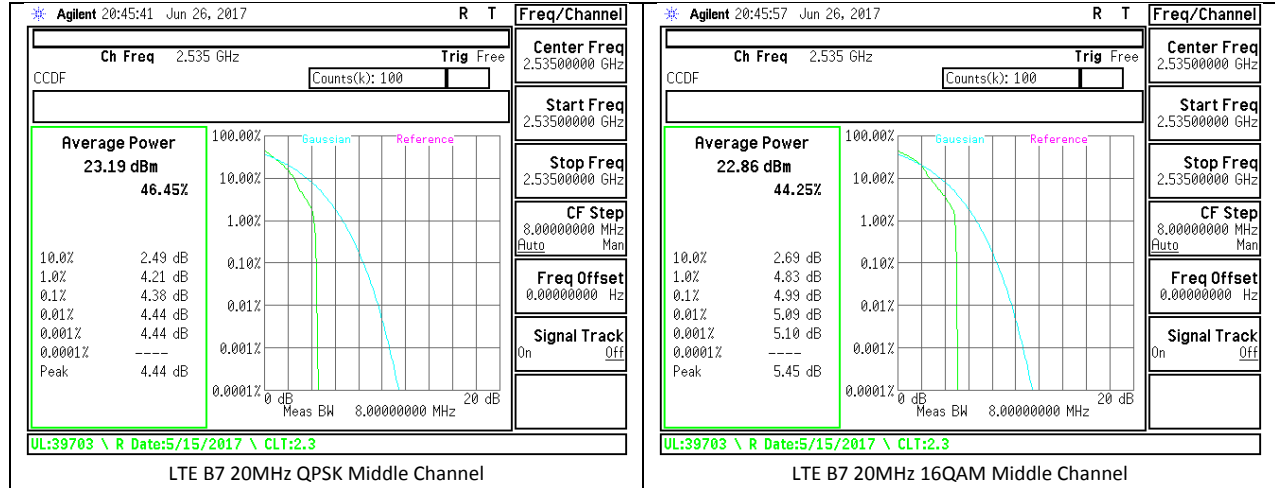 Agilent 20:45:41 Jun 26, 2017 R T
Freq/Channel
Ch Freq 2.535 GHz Trig Free
CCDF Counts(k): 100
Average Power
23.19 dBm
46.45%
10.0% 2.49 dB
1.0% 4.21 dB
0.1% 4.38 dB
0.01% 4.44 dB
0.001% 4.44 dB
0.0001% ----
Peak 4.44 dB
Gaussian Reference
100.00%
10.00%
1.00%
0.10%
0.01%
0.001%
0.0001%
0 dB 20 dB
Meas BW 8.00000000 MHz
Center Freq
2.53500000 GHz
Start Freq
2.53500000 GHz
Stop Freq
2.53500000 GHz
CF Step
8.00000000 MHz
Auto Man
Freq Offset
0.00000000 Hz
Signal Track
On Off
UL:39703 \ R Date:5/15/2017 \ CLT:2.3
LTE B7 20MHz QPSK Middle Channel
Agilent 20:45:57 Jun 26, 2017 R T
Freq/Channel
Ch Freq 2.535 GHz Trig Free
CCDF Counts(k): 100
Average Power
22.86 dBm
44.25%
10.0% 2.69 dB
1.0% 4.83 dB
0.1% 4.99 dB
0.01% 5.09 dB
0.001% 5.10 dB
0.0001% ----
Peak 5.45 dB
Gaussian Reference
100.00%
10.00%
1.00%
0.10%
0.01%
0.001%
0.0001%
0 dB 20 dB
Meas BW 8.00000000 MHz
Center Freq
2.53500000 GHz
Start Freq
2.53500000 GHz
Stop Freq
2.53500000 GHz
CF Step
8.00000000 MHz
Auto Man
Freq Offset
0.00000000 Hz
Signal Track
On Off
UL:39703 \ R Date:5/15/2017 \ CLT:2.3
LTE B7 20MHz 16QAM Middle Channel